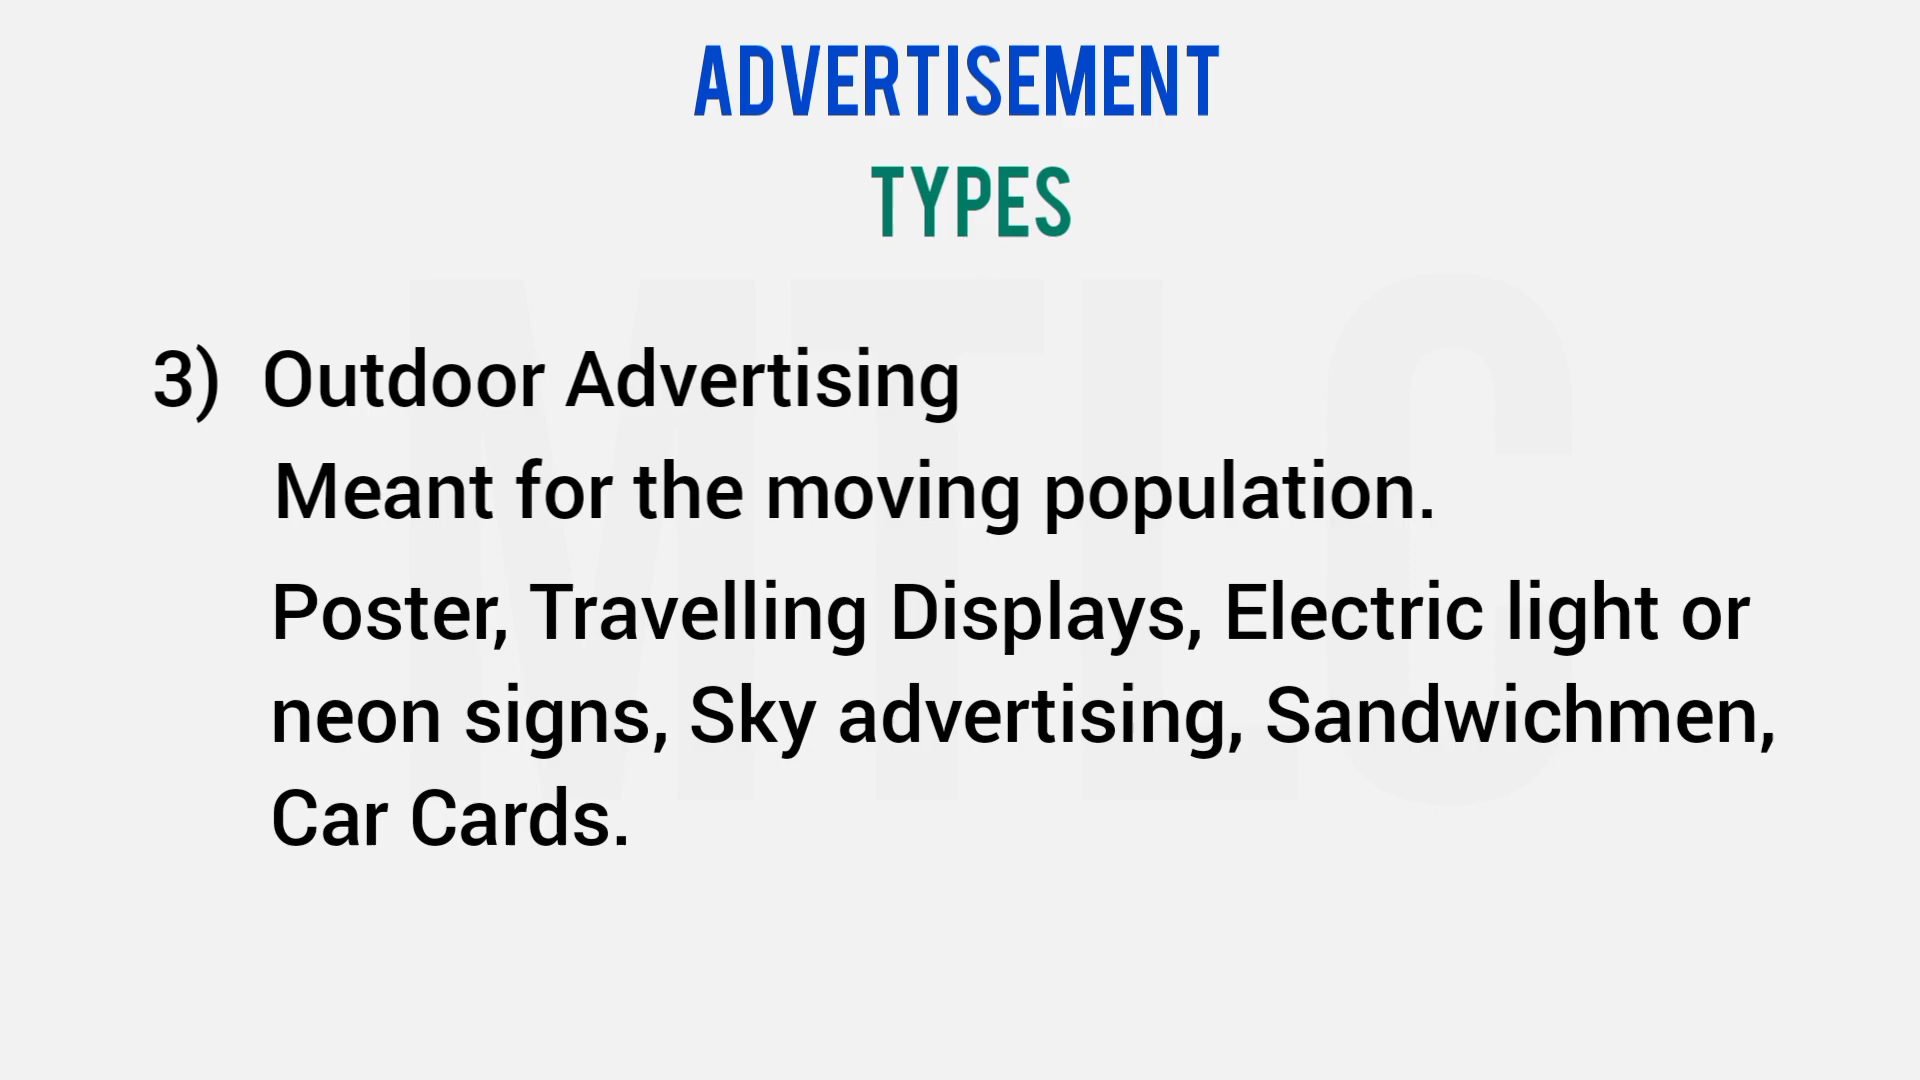 ADVERTISEMENT
TYPES
MTLC
3) Outdoor Advertising
Meant for the moving population.
Poster, Travelling Displays, Electric light or
neon signs, Sky advertising, Sandwichmen,
Car Cards.